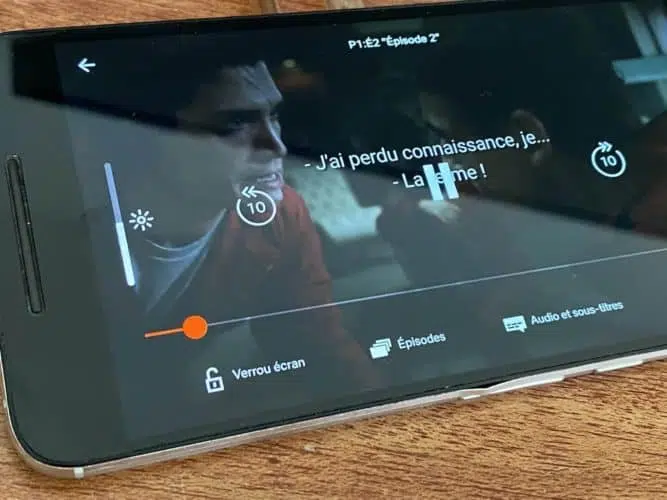 P1:É2 "Épisode 2"
- J'ai perdu connaissance, je...
- La !
10
10
Verrou écran
Épisodes
Audio et sous-titres